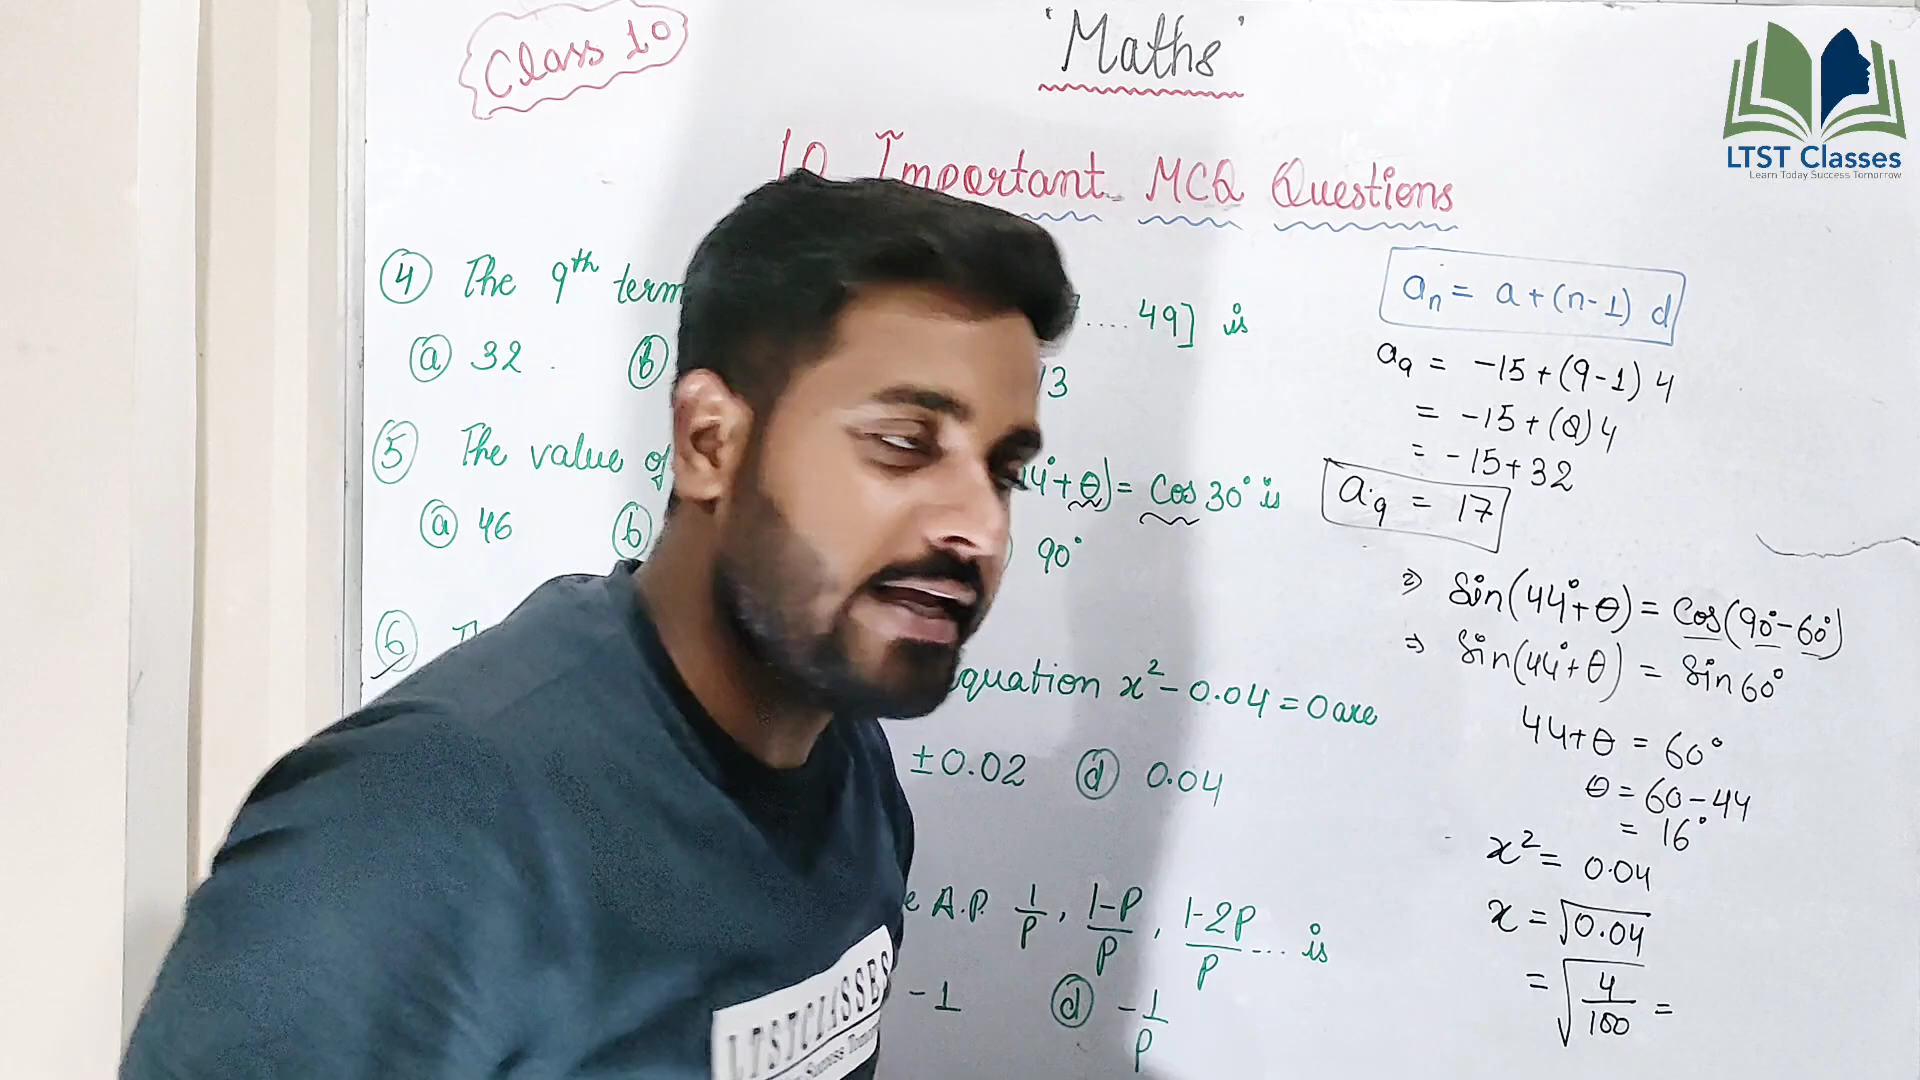 Class 10
'Maths'
LTST Classes
Learn Today Success Tomorrow
10 Important MCQ Questions
④ The 9th term .... 49] is
ⓐ 32 ⓑ 13
⑤ The value of 44°+θ) = Cos 30° is
ⓐ 46 ⓑ 90°
⑥
equation x² - 0.04 = 0 are
±0.02 ⓓ 0.04
A.P. 1/P, 1-P/P, 1-2P/P ... is
-1 ⓓ -1/P
aₙ = a + (n-1) d
a₉ = -15 + (9-1) 4
= -15 + (8) 4
= -15 + 32
a₉ = 17
⇒ Sin(44°+θ) = Cos(90°-60°)
⇒ Sin(44°+θ) = Sin 60°
44+θ = 60°
θ = 60-44
= 16°
x² = 0.04
x = √0.04
= √4/100 =
LTSTCLASSES
Success